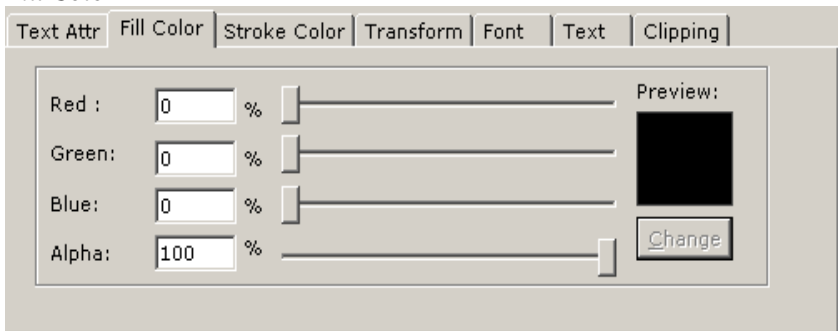 Text Attr Fill Color Stroke Color Transform Font Text Clipping
Red : 0 %
Preview:
Green: 0 %
Blue: 0 %
Alpha: 100 %
Change